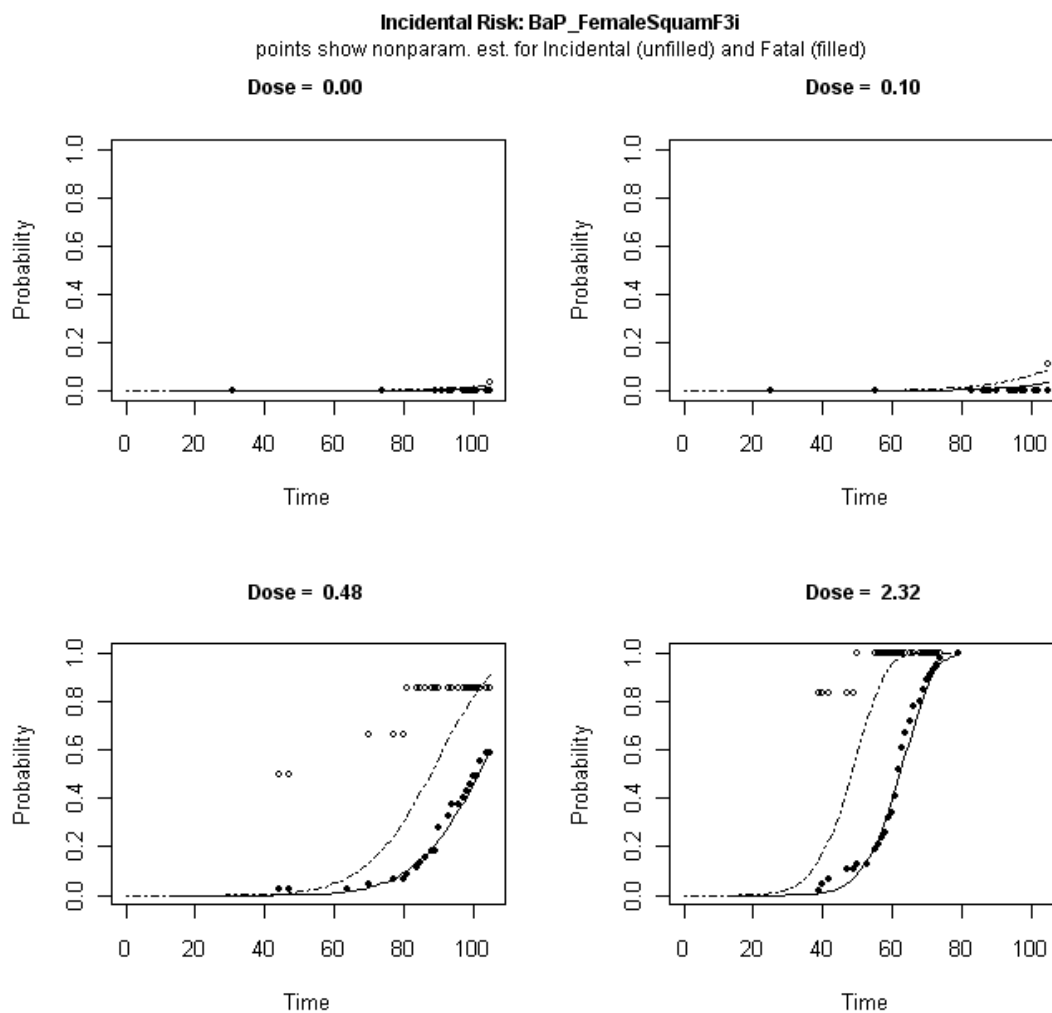 Incidental Risk: BaP_FemaleSquamF3i
points show nonparam. est. for Incidental (unfilled) and Fatal (filled)
Dose = 0.00
Dose = 0.10
Probability
0.0 0.2 0.4 0.6 0.8 1.0
0 20 40 60 80 100
Time
Probability
0.0 0.2 0.4 0.6 0.8 1.0
0 20 40 60 80 100
Time
Dose = 0.48
Dose = 2.32
Probability
0.0 0.2 0.4 0.6 0.8 1.0
0 20 40 60 80 100
Time
Probability
0.0 0.2 0.4 0.6 0.8 1.0
0 20 40 60 80 100
Time